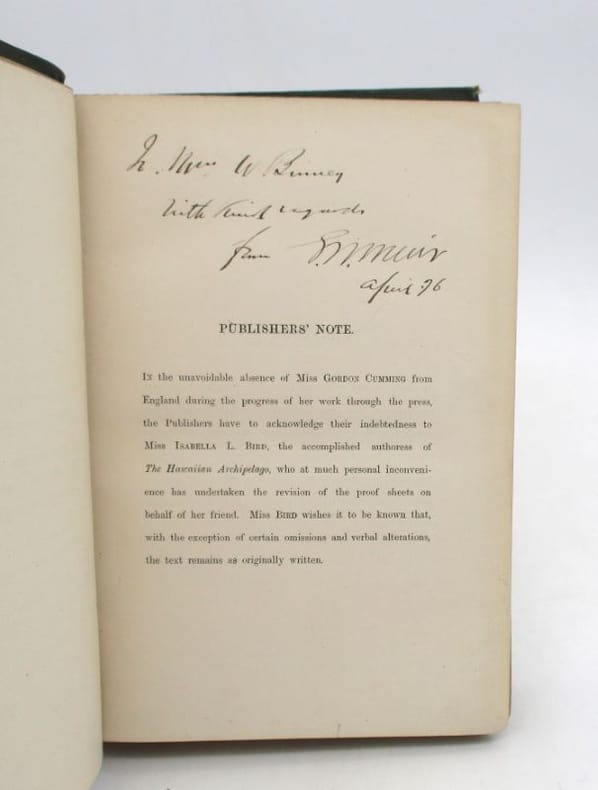 W Binney
with kind regards
from
April 76
PUBLISHERS' NOTE.
IN the unavoidable absence of Miss GORDON CUMMING from
England during the progress of her work through the press,
the Publishers have to acknowledge their indebtedness to
Miss ISABELLA L. BIRD, the accomplished authoress of
The Hawaiian Archipelago, who at much personal inconveni-
ence has undertaken the revision of the proof sheets on
behalf of her friend. Miss BIRD wishes it to be known that,
with the exception of certain omissions and verbal alterations,
the text remains as originally written.